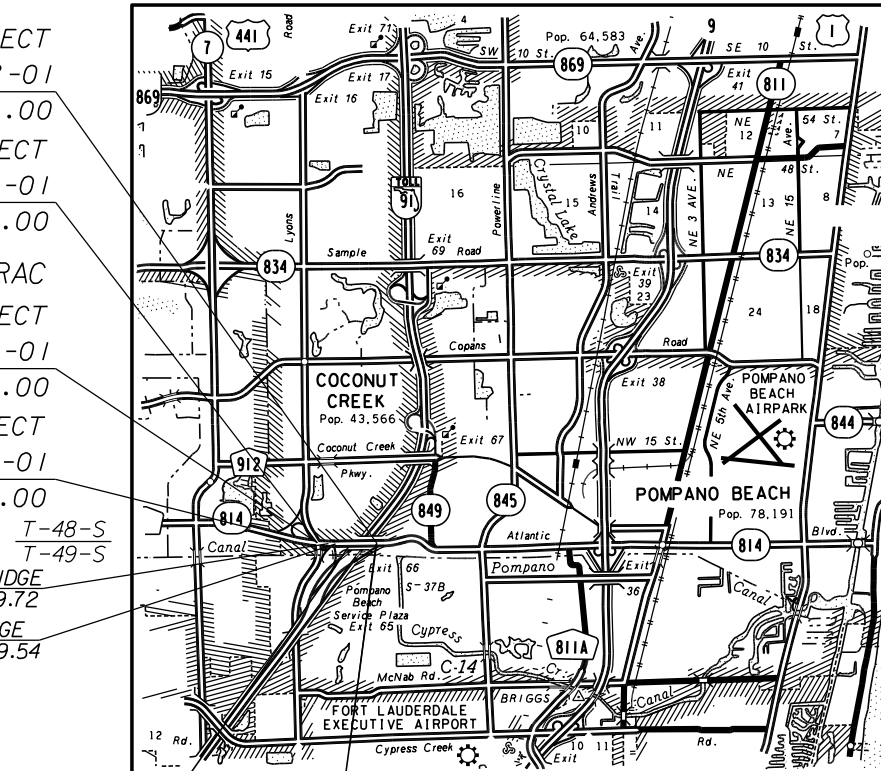 ECT
-01
.00
ECT
-01
.00
RAC
ECT
-01
.00
ECT
-01
.00
T-48-S
T-49-S
DGE
9.72
GE
9.54
7
441
Road
Exit 71
4
Pop. 64,583
Ave.
9
SE 10 St.
1
SW 10 St.
869
Exit 15
Exit 17
Exit 41
811
869
Exit 16
10
11
NE
12
Ave.
54 St.
7
NE
48 St.
TOLL
91
16
Powerline
Crystal Lake
15
Andrews
Trail
14
NE 3 AVE.
13
NE 15
8
Lyons
Exit
69
Sample
Road
834
834
Exit
39
23
Pop.
24
18
Copans
Road
COCONUT
CREEK
Pop. 43,566
Exit 38
NE 5th Ave.
POMPANO
BEACH
AIRPARK
844
Exit 67
Coconut Creek
Pkwy.
912
NW 15 St.
849
845
POMPANO BEACH
Pop. 78,191
814
Canal
Atlantic
814
Blvd.
Exit 66
Pompano
Exit
36
Pompano
Beach
Service Plaza
Exit 65
S-37B
Canal
Cypress
811A
C-14
Cr.
McNab Rd.
BRIGGS
Canal
FORT LAUDERDALE
EXECUTIVE AIRPORT
12
Rd.
Cypress Creek
10
11
Rd.
Exit